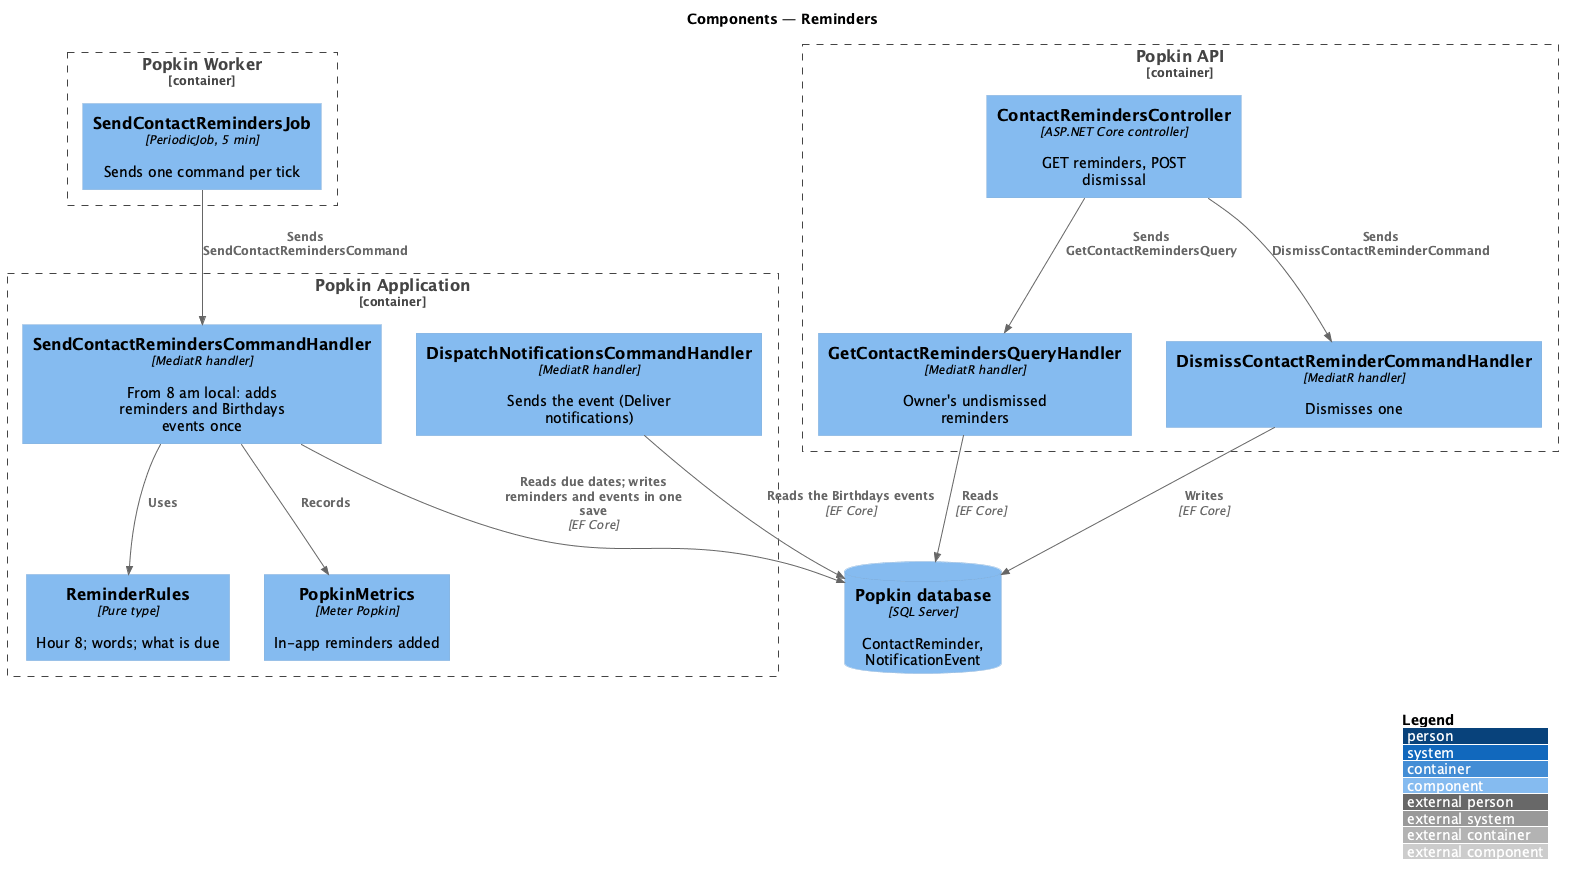 Components — Reminders
Popkin Worker
[container]
SendContactRemindersJob
[PeriodicJob, 5 min]
Sends one command per tick
Popkin API
[container]
ContactRemindersController
[ASP.NET Core controller]
GET reminders, POST
dismissal
Sends
SendContactRemindersCommand
Sends
GetContactRemindersQuery
Sends
DismissContactReminderCommand
Popkin Application
[container]
SendContactRemindersCommandHandler
[MediatR handler]
From 8 am local: adds
reminders and Birthdays
events once
DispatchNotificationsCommandHandler
[MediatR handler]
Sends the event (Deliver
notifications)
GetContactRemindersQueryHandler
[MediatR handler]
Owner's undismissed
reminders
DismissContactReminderCommandHandler
[MediatR handler]
Dismisses one
Uses
Records
Reads due dates; writes
reminders and events in one
save
[EF Core]
Reads the Birthdays events
[EF Core]
Reads
[EF Core]
Writes
[EF Core]
ReminderRules
[Pure type]
Hour 8; words; what is due
PopkinMetrics
[Meter Popkin]
In-app reminders added
Popkin database
[SQL Server]
ContactReminder,
NotificationEvent
Legend
person
system
container
component
external person
external system
external container
external component